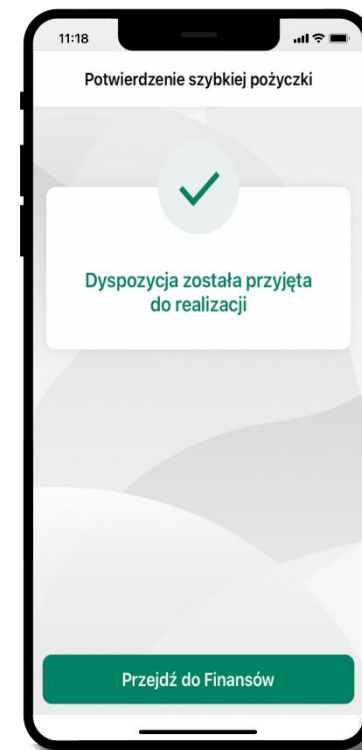 11:18
Potwierdzenie szybkiej pożyczki
Dyspozycja została przyjęta
do realizacji
Przejdź do Finansów